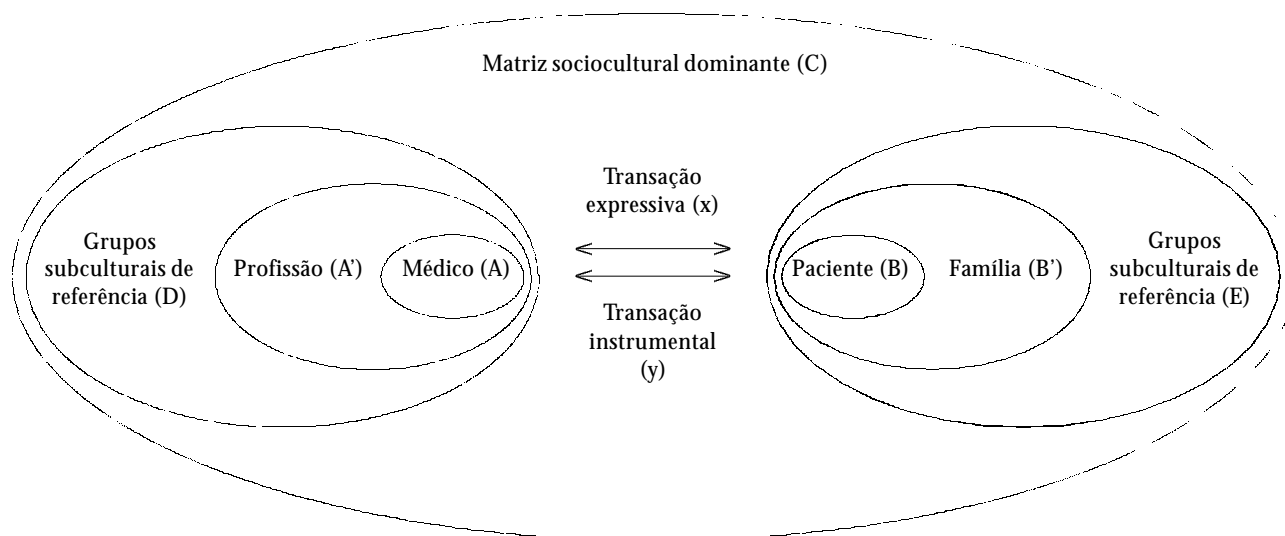 Matriz sociocultural dominante (C)
Transação
expressiva (x)
Grupos
subculturais de
referência (D)
Profissão (A')
Médico (A)
Paciente (B)
Família (B')
Grupos
subculturais de
referência (E)
Transação
instrumental
(y)